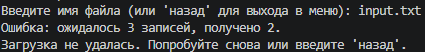 Введите имя файла (или 'назад' для выхода в меню): input.txt
Ошибка: ожидалось 3 записей, получено 2.
Загрузка не удалась. Попробуйте снова или введите 'назад'.